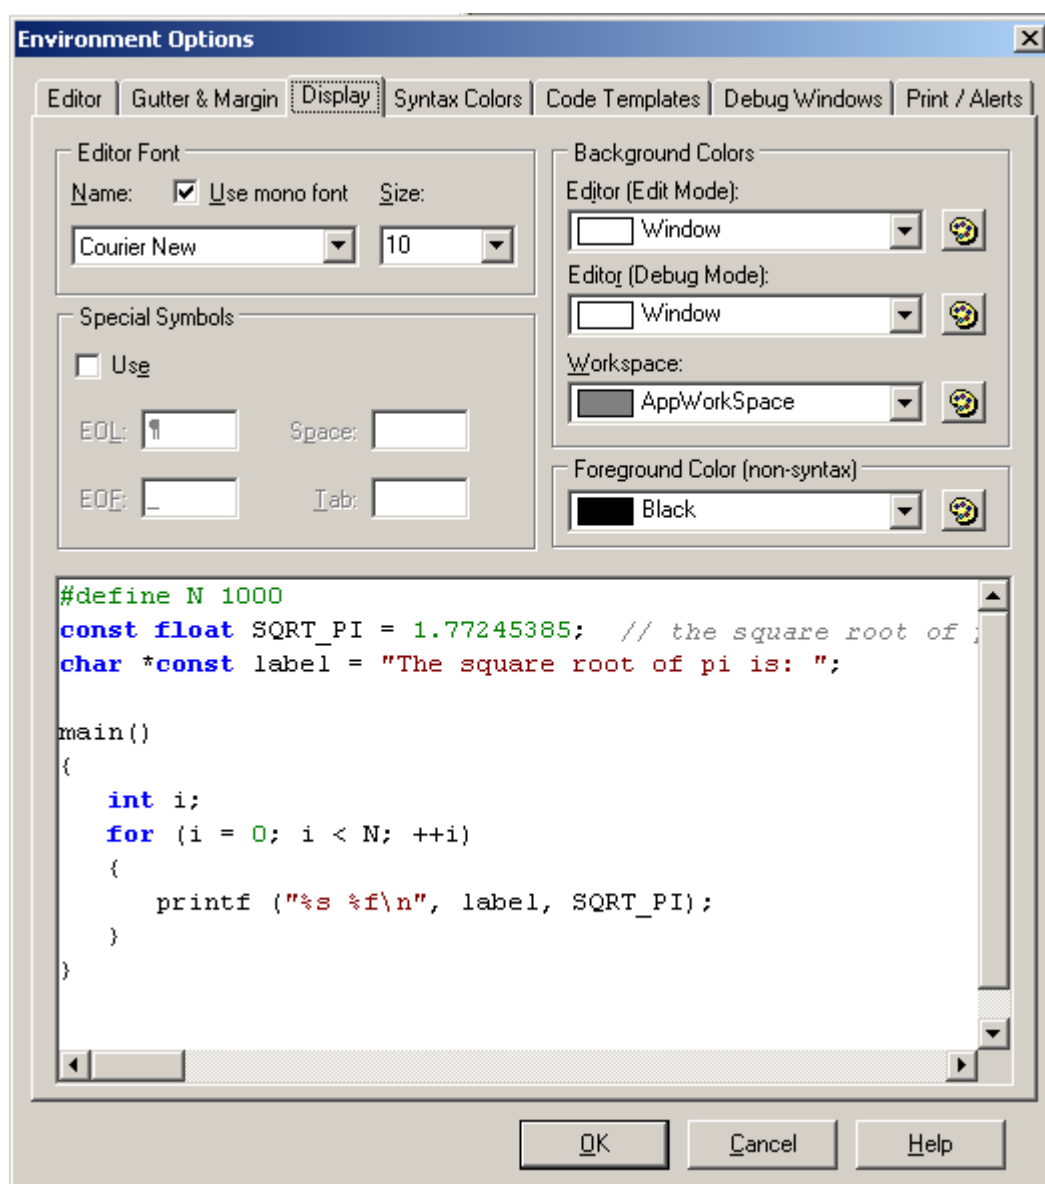 Environment Options
Editor Gutter & Margin Display Syntax Colors Code Templates Debug Windows Print / Alerts
Editor Font
Name: Use mono font Size:
Courier New 10
Special Symbols
Use
EOL: ¶ Space:
EOF: _ Tab:
Background Colors
Editor (Edit Mode):
Window
Editor (Debug Mode):
Window
Workspace:
AppWorkSpace
Foreground Color (non-syntax)
Black
#define N 1000
const float SQRT_PI = 1.77245385;  // the square root of
char *const label = "The square root of pi is: ";
main()
{
   int i;
   for (i = 0; i < N; ++i)
   {
      printf ("%s %f\n", label, SQRT_PI);
   }
}
OK Cancel Help